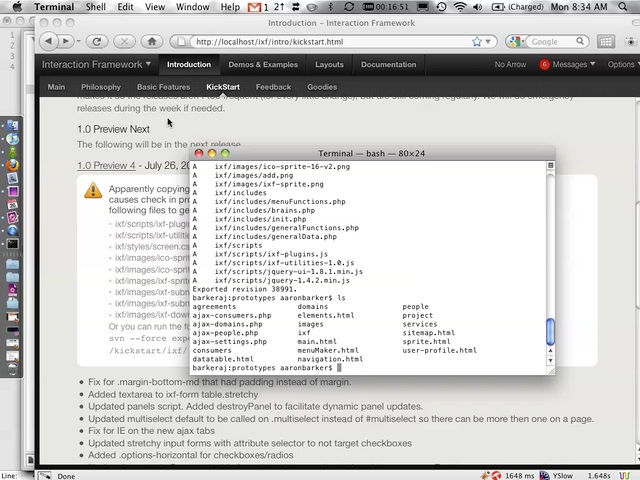 Terminal Shell Edit View Window Help 1 2 00:16:51 (Charged) Mon 8:34 AM
Introduction – Interaction Framework
http://localhost/ixf/intro/kickstart.html Google
Interaction Framework Introduction Demos & Examples Layouts Documentation No Arrow 6 Messages Options
Main Philosophy Basic Features KickStart Feedback Goodies
releases during the week if needed.
1.0 Preview Next
The following will be in the next release
1.0 Preview 4 - July 26, 20
Apparently copying
causes check in pr
following files to ge
ixf/scripts/ixf-plugin
ixf/scripts/ixf-utilitie
ixf/styles/screen.cs
ixf/images/ico-sprit
ixf/images/ico-sprit
ixf/images/ixf-sprite
ixf/images/ixf-subn
ixf/images/ixf-subn
Or you can run the fo
svn --force expo
/kickstart/ixf/
Terminal — bash — 80×24
A ixf/images/ico-sprite-16-v2.png
A ixf/images/add.png
A ixf/images/ixf-sprite.png
A ixf/includes
A ixf/includes/menuFunctions.php
A ixf/includes/brains.php
A ixf/includes/init.php
A ixf/includes/generalFunctions.php
A ixf/includes/generalData.php
A ixf/scripts
A ixf/scripts/ixf-plugins.js
A ixf/scripts/ixf-utilities-1.0.js
A ixf/scripts/jquery-ui-1.8.1.min.js
A ixf/scripts/jquery-1.4.2.min.js
Exported revision 38991.
barkeraj:prototypes aaronbarker$ ls
agreements domains people
ajax-consumers.php elements.html project
ajax-domains.php images services
ajax-people.php ixf sitemap.html
ajax-settings.php main.html sprite.html
consumers menuMaker.html user-profile.html
datatable.html navigation.html
barkeraj:prototypes aaronbarker$
Fix for .margin-bottom-md that had padding instead of margin.
Added textarea to ixf-form table.stretchy
Updated panels script. Added destroyPanel to facilitate dynamic panel updates.
Updated multiselect default to be called on .multiselect instead of #multiselect so there can be more then one on a page.
Fix for IE on the new ajax tabs
Updated stretchy input forms with attribute selector to not target checkboxes
Added .options-horizontal for checkboxes/radios
Line: Done 1648 ms YSlow 1.648s